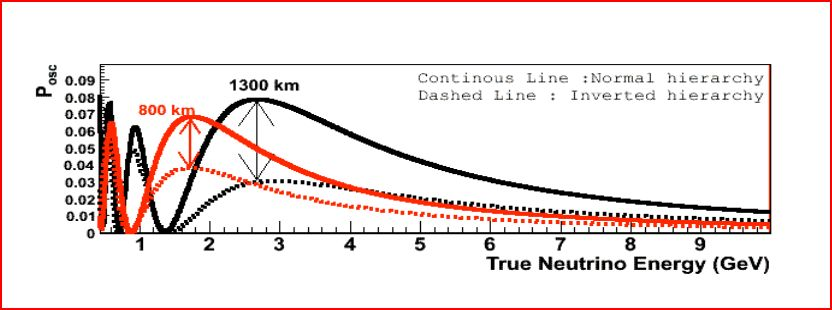 Posc
0.09
0.08
0.07
0.06
0.05
0.04
0.03
0.02
0.01
0
1300 km
800 km
Continous Line :Normal hierarchy
Dashed Line : Inverted hierarchy
1 2 3 4 5 6 7 8 9
True Neutrino Energy (GeV)